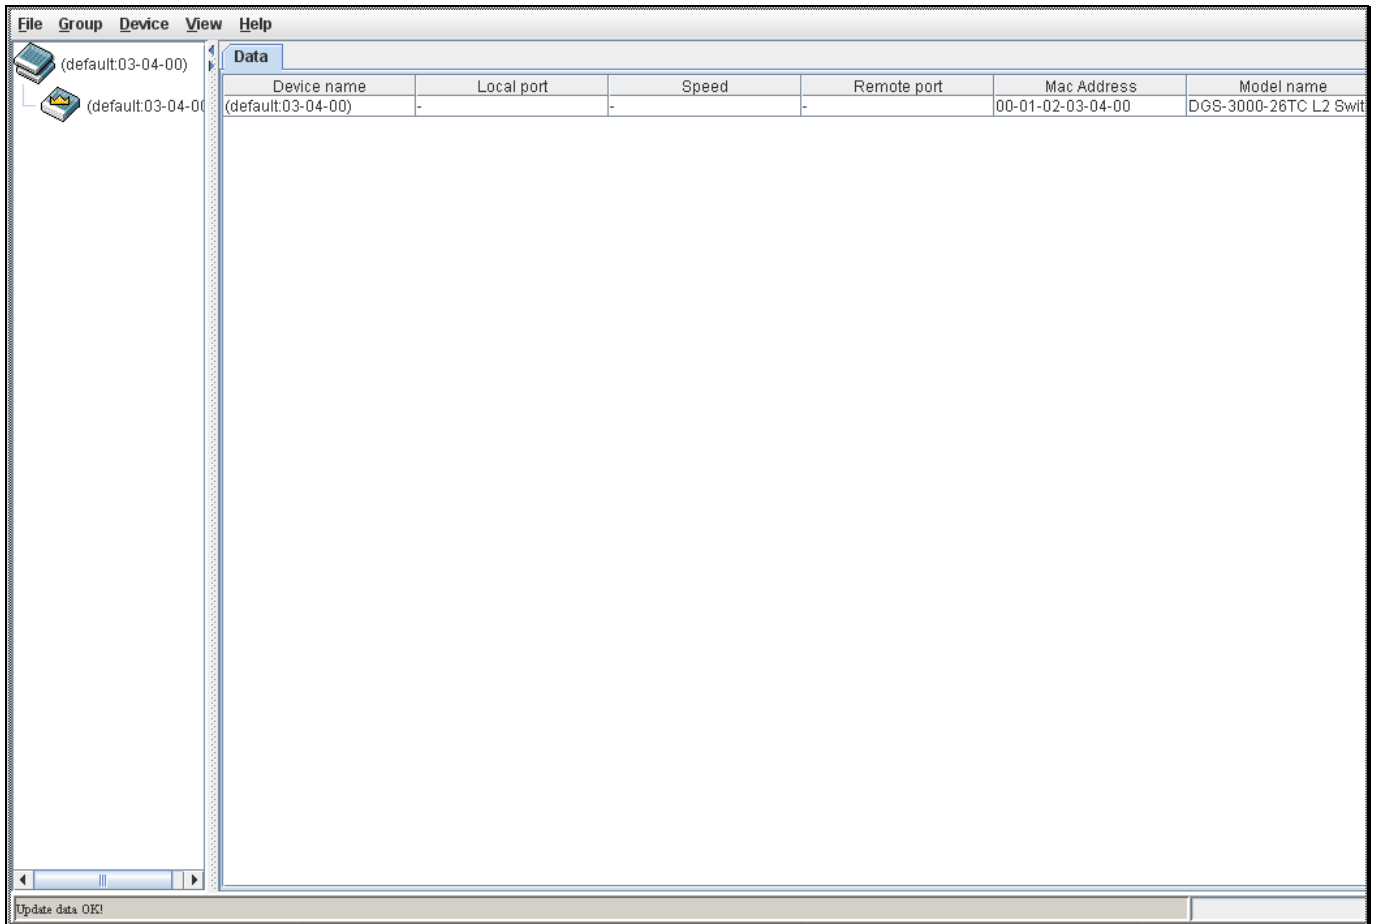 File Group Device View Help
(default:03-04-00)
(default:03-04-00
Data
Device name Local port Speed Remote port Mac Address Model name
(default:03-04-00) - - - 00-01-02-03-04-00 DGS-3000-26TC L2 Swit
Update data OK!